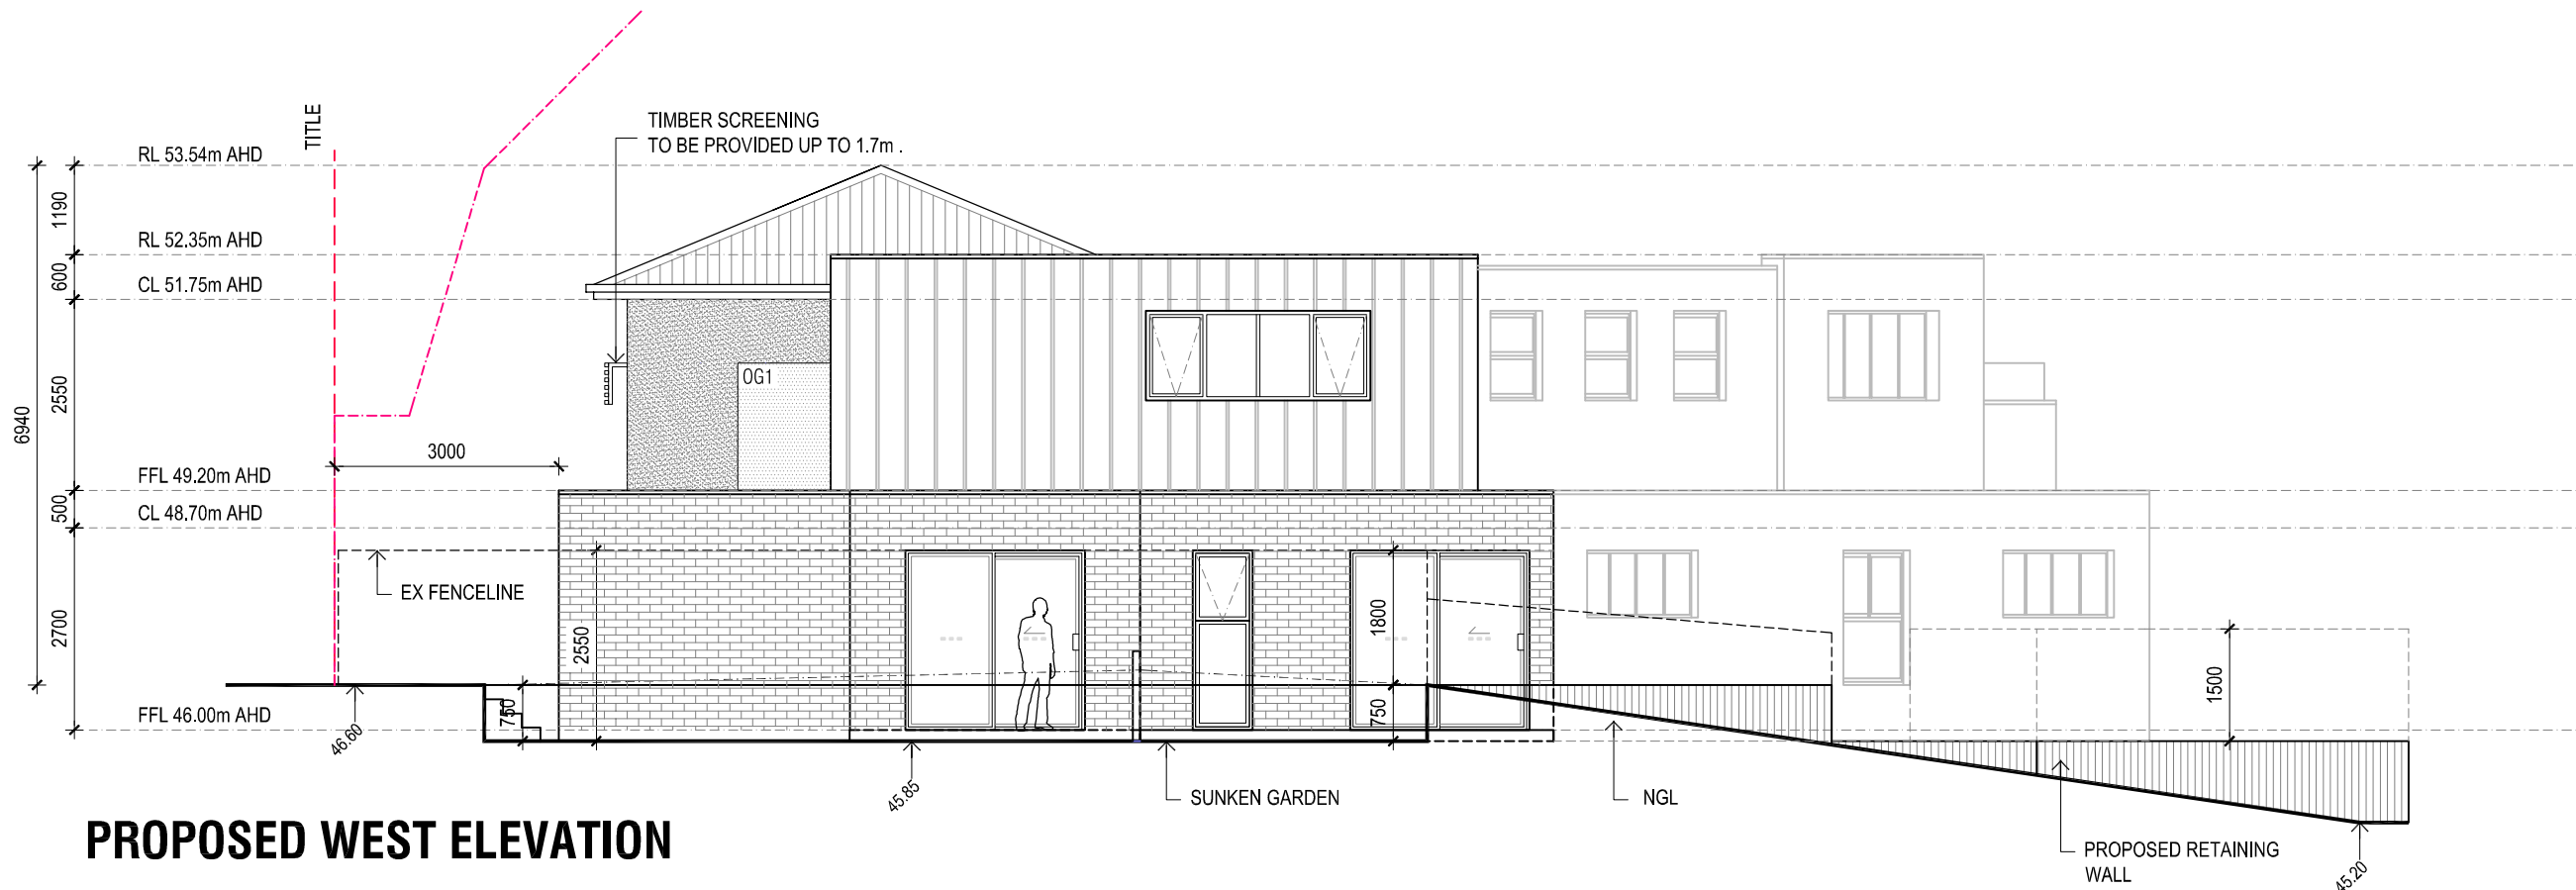 TITLE
TIMBER SCREENING
TO BE PROVIDED UP TO 1.7m .
RL 53.54m AHD
1190
RL 52.35m AHD
600
CL 51.75m AHD
2550
6940
OG1
3000
FFL 49.20m AHD
500
CL 48.70m AHD
EX FENCELINE
2700
2550
1800
1500
750
750
FFL 46.00m AHD
46.60
45.85
SUNKEN GARDEN
NGL
PROPOSED RETAINING
WALL
45.20
PROPOSED WEST ELEVATION